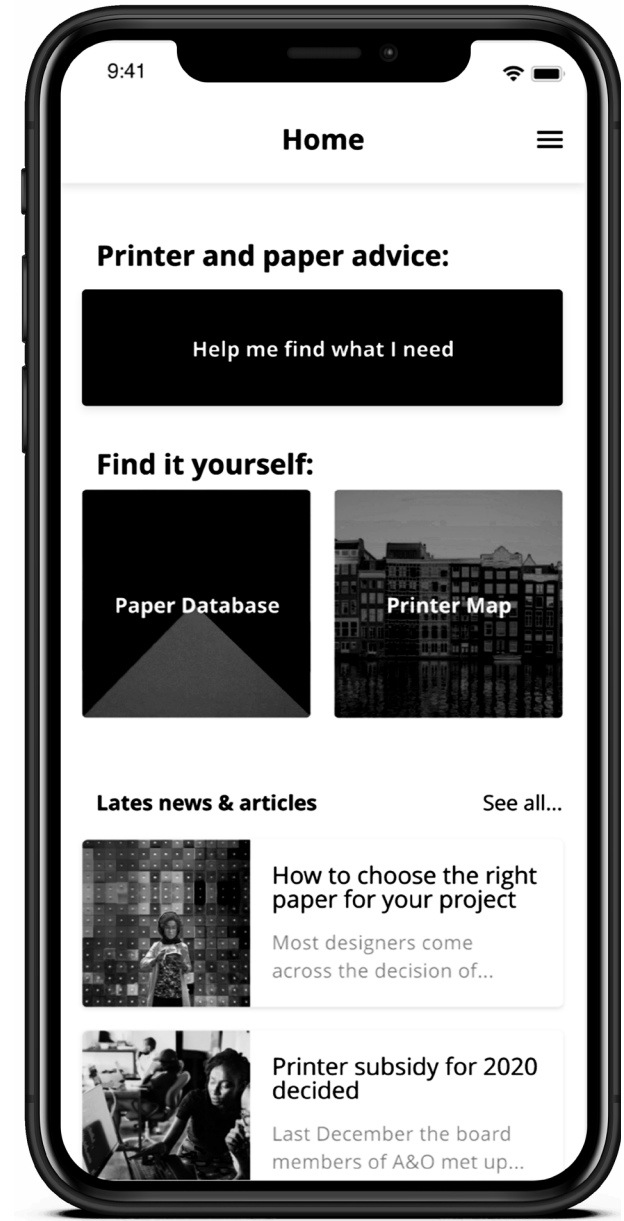 9:41
Home
Printer and paper advice:
Help me find what I need
Find it yourself:
Paper Database
Printer Map
Lates news & articles
See all...
How to choose the right
paper for your project
Most designers come
across the decision of...
Printer subsidy for 2020
decided
Last December the board
members of A&O met up...